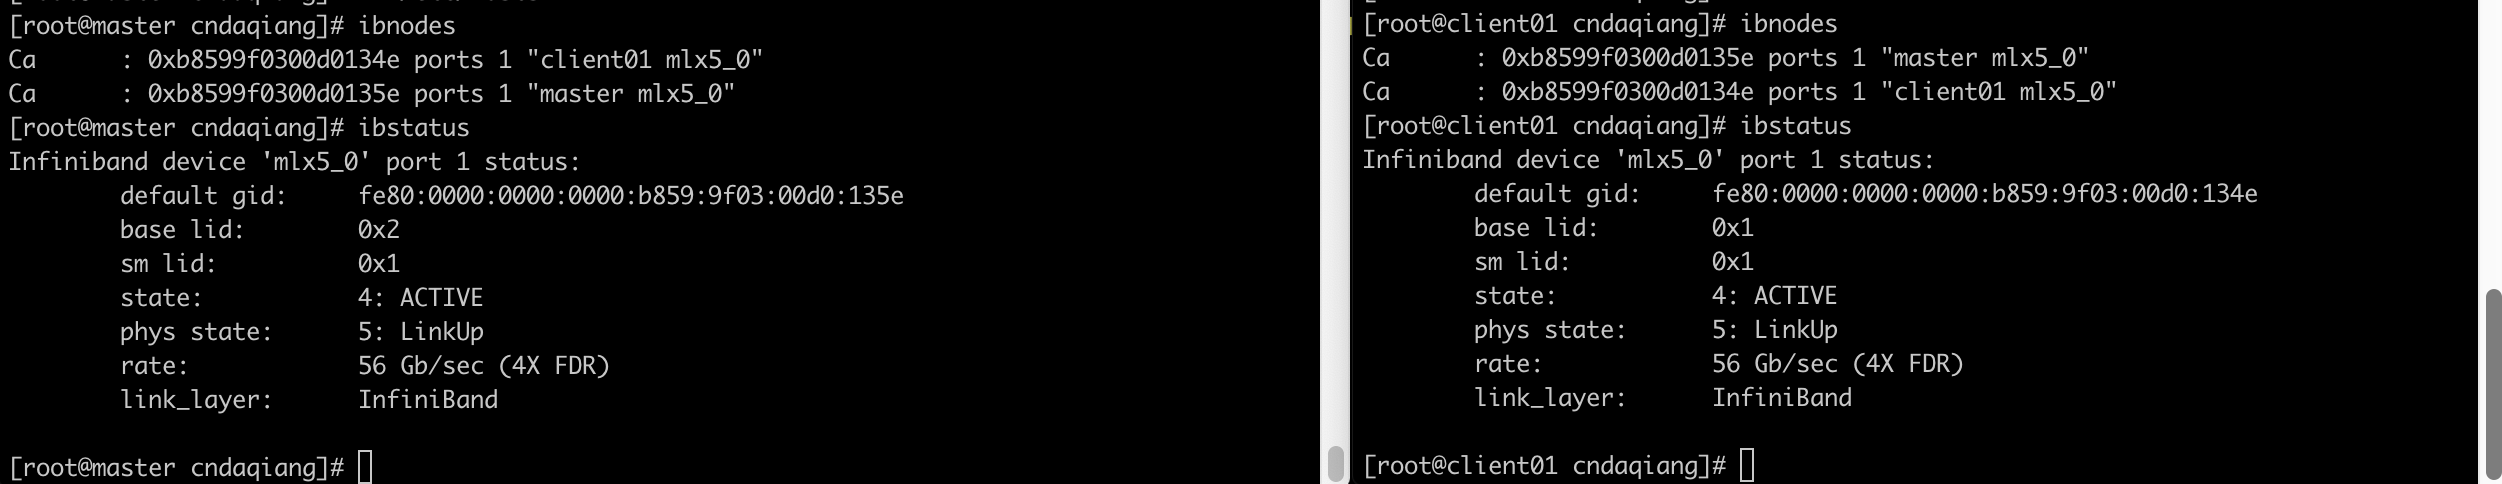 [root@master cndaqiang]# ibnodes
Ca      : 0xb8599f0300d0134e ports 1 "client01 mlx5_0"
Ca      : 0xb8599f0300d0135e ports 1 "master mlx5_0"
[root@master cndaqiang]# ibstatus
Infiniband device 'mlx5_0' port 1 status:
        default gid:     fe80:0000:0000:0000:b859:9f03:00d0:135e
        base lid:        0x2
        sm lid:          0x1
        state:           4: ACTIVE
        phys state:      5: LinkUp
        rate:            56 Gb/sec (4X FDR)
        link_layer:      InfiniBand
[root@master cndaqiang]#
[root@client01 cndaqiang]# ibnodes
Ca      : 0xb8599f0300d0135e ports 1 "master mlx5_0"
Ca      : 0xb8599f0300d0134e ports 1 "client01 mlx5_0"
[root@client01 cndaqiang]# ibstatus
Infiniband device 'mlx5_0' port 1 status:
        default gid:     fe80:0000:0000:0000:b859:9f03:00d0:134e
        base lid:        0x1
        sm lid:          0x1
        state:           4: ACTIVE
        phys state:      5: LinkUp
        rate:            56 Gb/sec (4X FDR)
        link_layer:      InfiniBand
[root@client01 cndaqiang]#